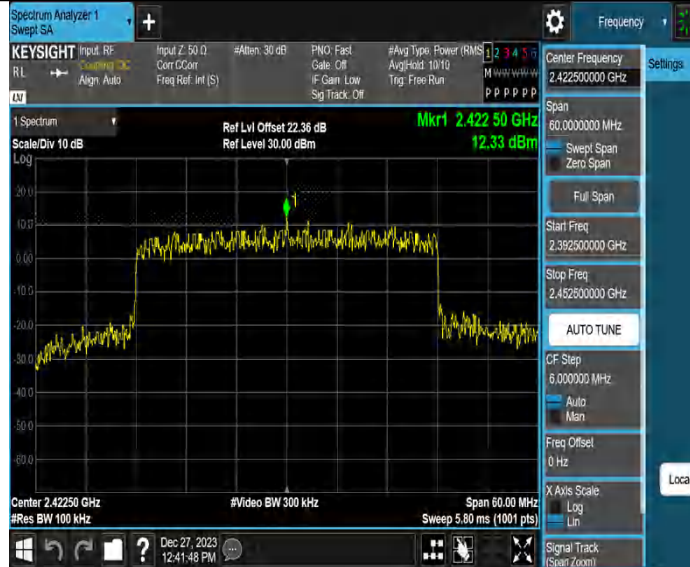 Spectrum Analyzer 1
Swept SA
+
Frequency
KEYSIGHT
RL
Input: RF
Coupling: DC
Align: Auto
Input Z: 50 Ω
Corr CCorr
Freq Ref: Int (S)
#Atten: 30 dB
PNO: Fast
Gate: Off
IF Gain: Low
Sig Track: Off
#Avg Type: Power (RMS
Avg|Hold: 10/10
Trig: Free Run
1 2 3 4 5 6
M W W W W W
P P P P P P
LXI
1 Spectrum
Scale/Div 10 dB
Ref Lvl Offset 22.36 dB
Ref Level 30.00 dBm
Mkr1 2.422 50 GHz
12.33 dBm
Log
20.0
10.0
0.00
-10.0
-20.0
-30.0
-40.0
-50.0
-60.0
1
Center 2.42250 GHz
#Res BW 100 kHz
#Video BW 300 kHz
Span 60.00 MHz
Sweep 5.80 ms (1001 pts)
?
Dec 27, 2023
12:41:48 PM
Center Frequency
2.422500000 GHz
Settings
Span
60.0000000 MHz
Swept Span
Zero Span
Full Span
Start Freq
2.392500000 GHz
Stop Freq
2.452500000 GHz
AUTO TUNE
CF Step
6.000000 MHz
Auto
Man
Freq Offset
0 Hz
X Axis Scale
Log
Lin
Loca
Signal Track
(Span Zoom)